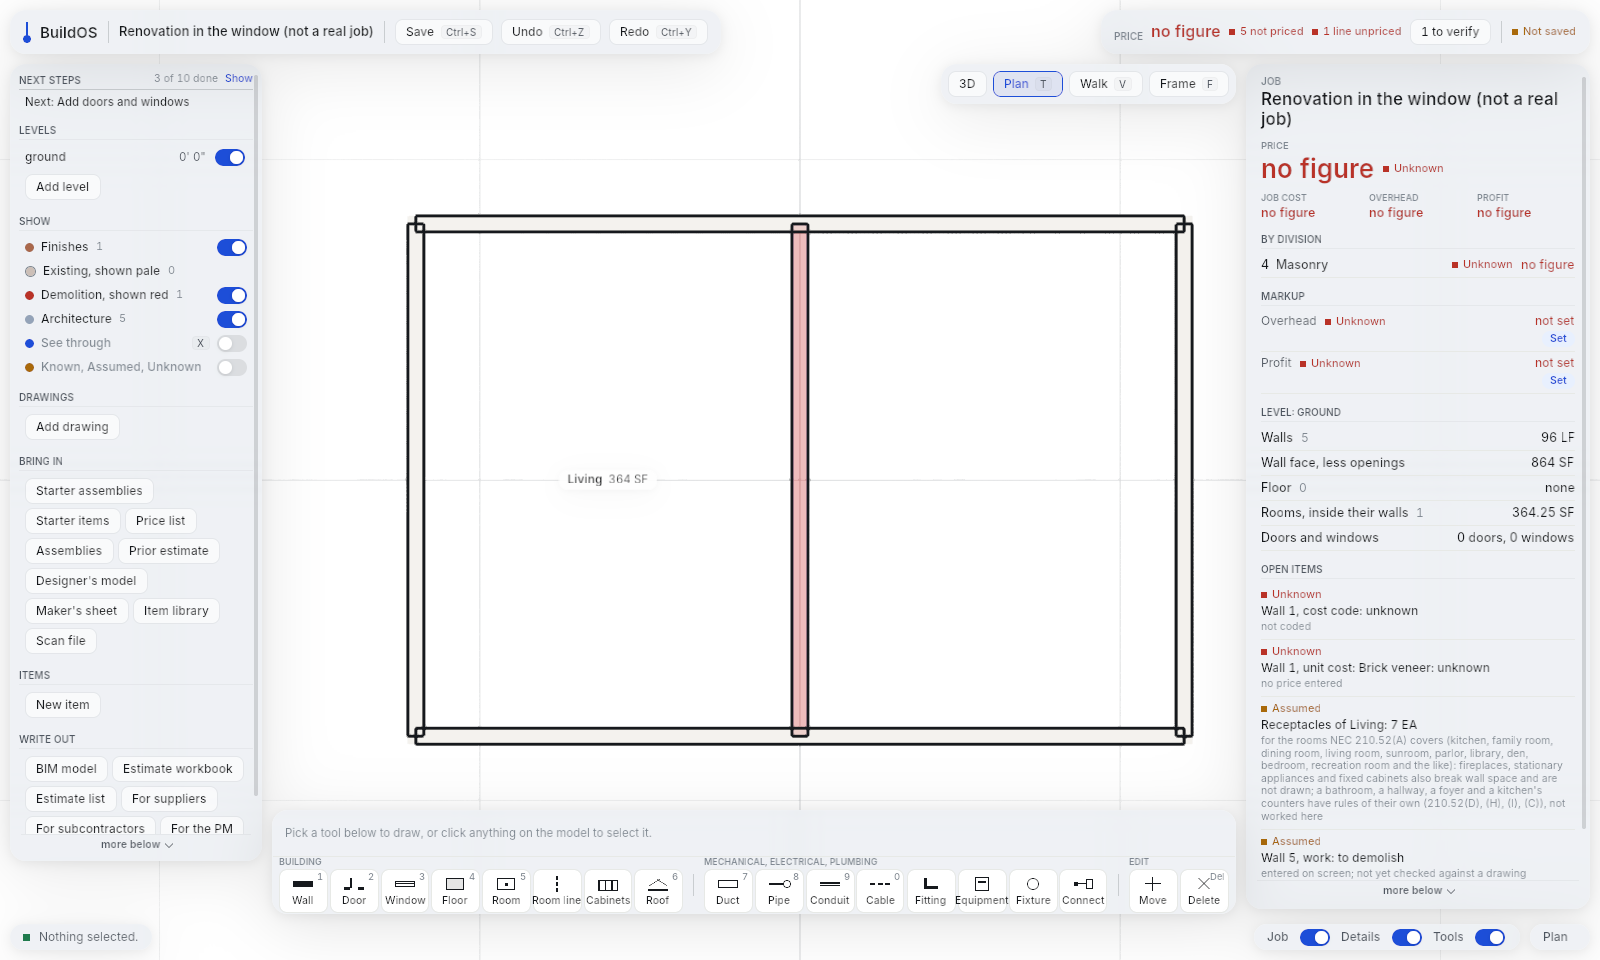 BuildOS
Renovation in the window (not a real job)
Save Ctrl+S
Undo Ctrl+Z
Redo Ctrl+Y
PRICE no figure 5 not priced 1 line unpriced 1 to verify Not saved
NEXT STEPS 3 of 10 done Show
Next: Add doors and windows
LEVELS
ground 0' 0"
Add level
SHOW
Finishes 1
Existing, shown pale 0
Demolition, shown red 1
Architecture 5
See through X
Known, Assumed, Unknown
DRAWINGS
Add drawing
BRING IN
Starter assemblies
Starter items Price list
Assemblies Prior estimate
Designer's model
Maker's sheet Item library
Scan file
ITEMS
New item
WRITE OUT
BIM model Estimate workbook
Estimate list For suppliers
For subcontractors For the PM
more below
Nothing selected.
3D Plan T Walk V Frame F
Living 364 SF
Pick a tool below to draw, or click anything on the model to select it.
BUILDING
Wall 1
Door 2
Window 3
Floor 4
Room 5
Room line
Cabinets
Roof 6
MECHANICAL, ELECTRICAL, PLUMBING
Duct 7
Pipe 8
Conduit 9
Cable 0
Fitting
Equipment
Fixture
Connect
EDIT
Move
Delete Del
JOB
Renovation in the window (not a real
job)
PRICE
no figure Unknown
JOB COST OVERHEAD PROFIT
no figure no figure no figure
BY DIVISION
4 Masonry Unknown no figure
MARKUP
Overhead Unknown not set
Set
Profit Unknown not set
Set
LEVEL: GROUND
Walls 5 96 LF
Wall face, less openings 864 SF
Floor 0 none
Rooms, inside their walls 1 364.25 SF
Doors and windows 0 doors, 0 windows
OPEN ITEMS
Unknown
Wall 1, cost code: unknown
not coded
Unknown
Wall 1, unit cost: Brick veneer: unknown
no price entered
Assumed
Receptacles of Living: 7 EA
for the rooms NEC 210.52(A) covers (kitchen, family room,
dining room, living room, sunroom, parlor, library, den,
bedroom, recreation room and the like): fireplaces, stationary
appliances and fixed cabinets also break wall space and are
not drawn; a bathroom, a hallway, a foyer and a kitchen's
counters have rules of their own (210.52(D), (H), (I), (C)), not
worked here
Assumed
Wall 5, work: to demolish
entered on screen; not yet checked against a drawing
more below
Job Details Tools Plan